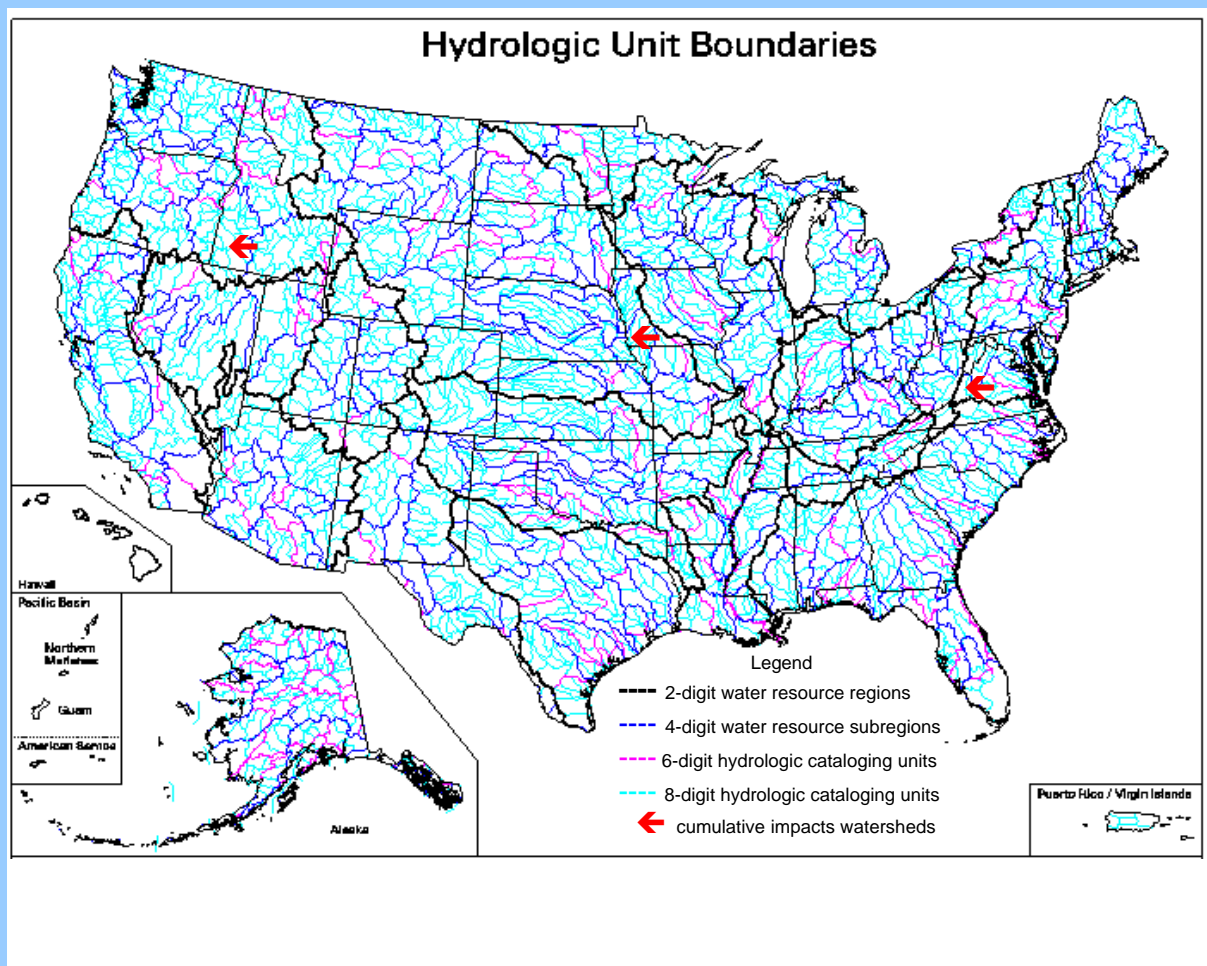 Hydrologic Unit Boundaries
Hawaii
Pacific Basin
Northern
Marianas
Guam
American Samoa
Alaska
Legend
2-digit water resource regions
4-digit water resource subregions
6-digit hydrologic cataloging units
8-digit hydrologic cataloging units
cumulative impacts watersheds
Puerto Rico / Virgin Islands